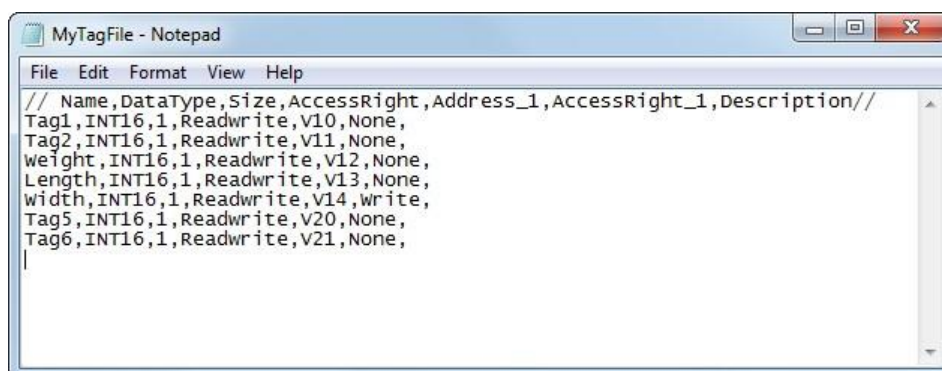 MyTagFile - Notepad
File Edit Format View Help
// Name,DataType,Size,AccessRight,Address_1,AccessRight_1,Description//
Tag1,INT16,1,Readwrite,V10,None,
Tag2,INT16,1,Readwrite,V11,None,
Weight,INT16,1,Readwrite,V12,None,
Length,INT16,1,Readwrite,V13,None,
Width,INT16,1,Readwrite,V14,Write,
Tag5,INT16,1,Readwrite,V20,None,
Tag6,INT16,1,Readwrite,V21,None,